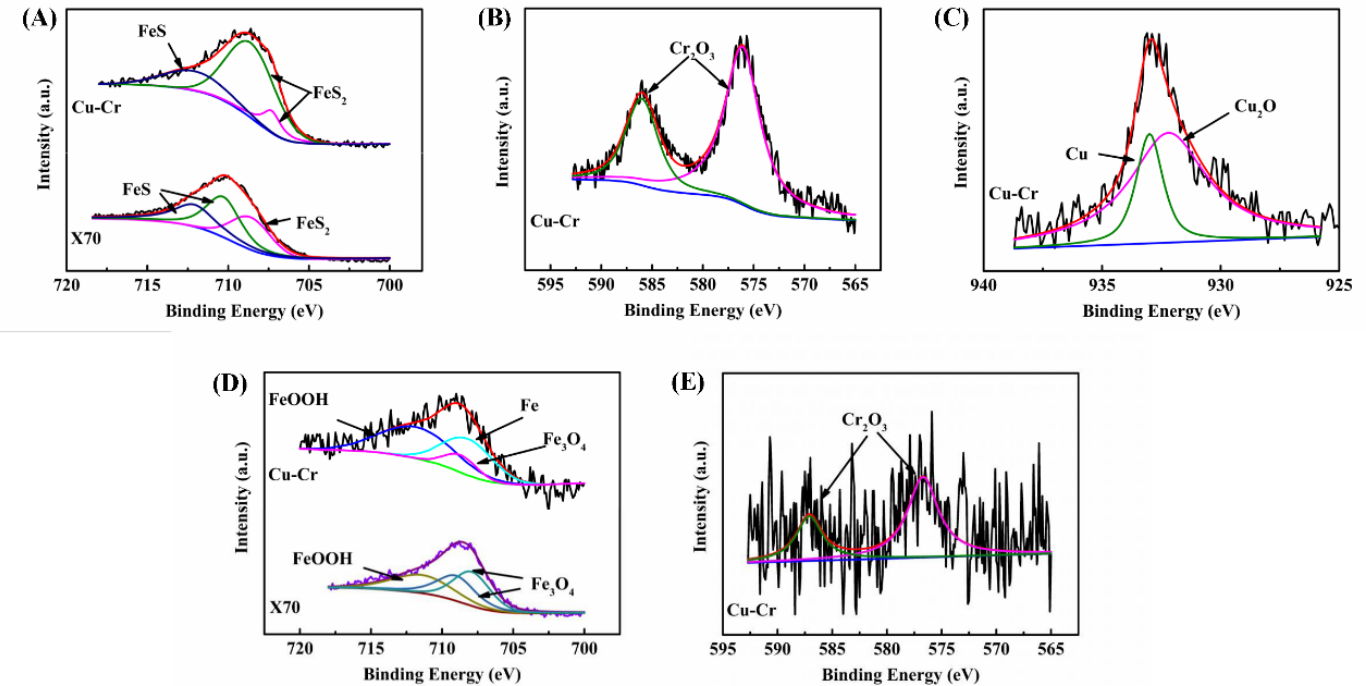 (A)
FeS
FeS2
Cu-Cr
FeS
FeS2
X70
Intensity (a.u.)
720 715 710 705 700
Binding Energy (eV)
(B)
Cr2O3
Cu-Cr
Intensity (a.u.)
595 590 585 580 575 570 565
Binding Energy (eV)
(C)
Cu2O
Cu
Cu-Cr
Intensity (a.u.)
940 935 930 925
Binding Energy (eV)
(D)
FeOOH
Fe
Fe3O4
Cu-Cr
FeOOH
Fe3O4
X70
Intensity (a.u.)
720 715 710 705 700
Binding Energy (eV)
(E)
Cr2O3
Cu-Cr
Intensity (a.u.)
595 590 585 580 575 570 565
Binding Energy (eV)